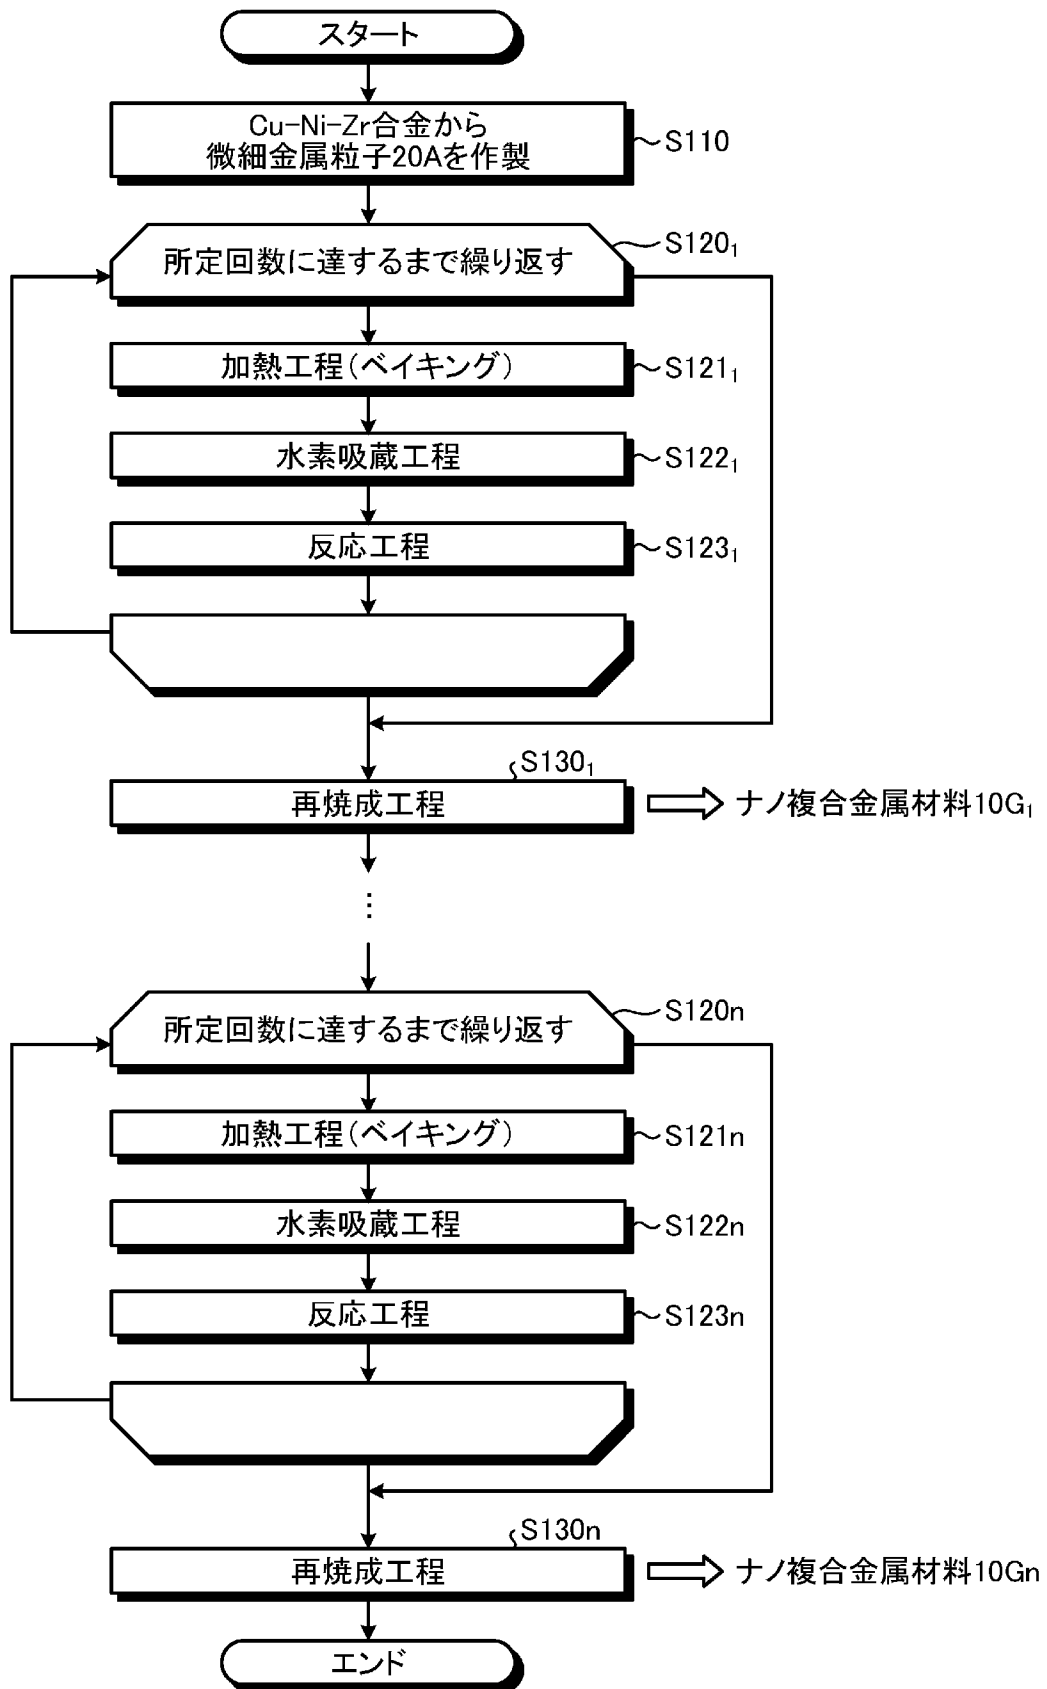 スタート
Cu-Ni-Zr合金から
微細金属粒子20Aを作製
S110
所定回数に達するまで繰り返す
S120₁
加熱工程(ベイキング)
S121₁
水素吸蔵工程
S122₁
反応工程
S123₁
S130₁
再焼成工程
ナノ複合金属材料10G₁
⋮
所定回数に達するまで繰り返す
S120n
加熱工程(ベイキング)
S121n
水素吸蔵工程
S122n
反応工程
S123n
S130n
再焼成工程
ナノ複合金属材料10Gn
エンド